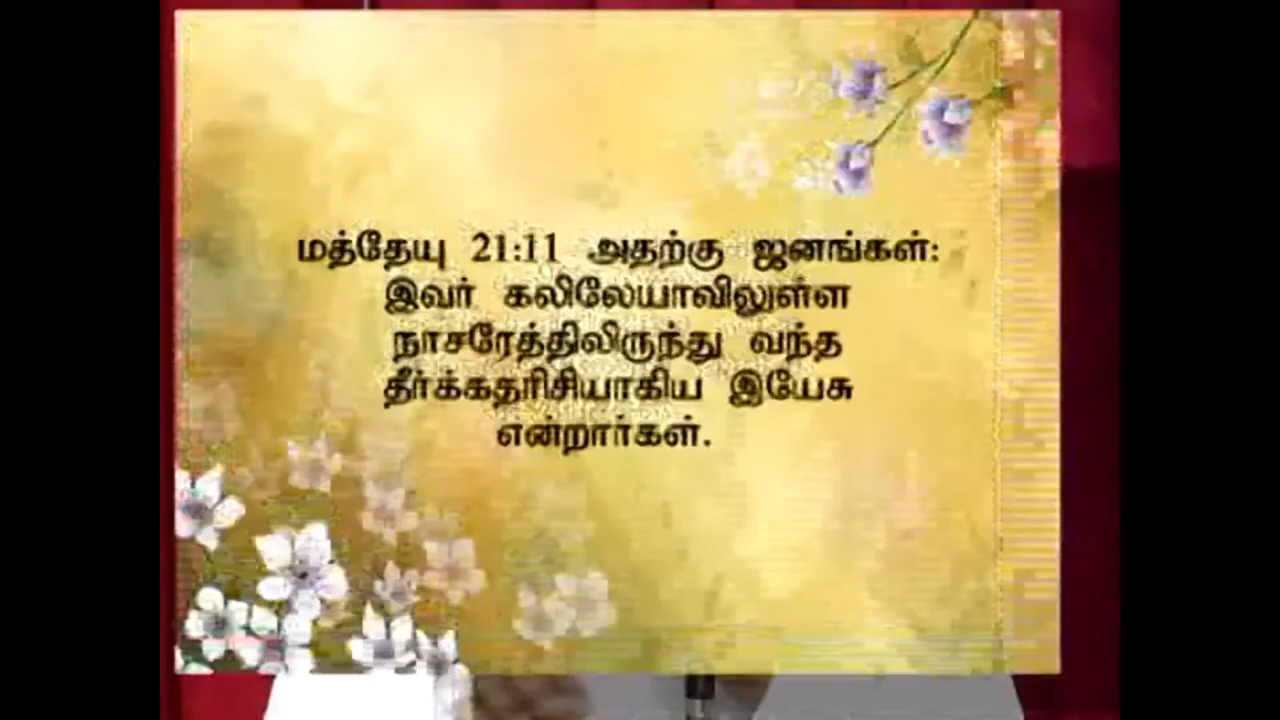 மத்தேயு 21:11 அதற்கு ஜனங்கள்:
இவர் கலிலேயாவிலுள்ள
நாசரேத்திலிருந்து வந்த
தீர்க்கதரிசியாகிய இயேசு
என்றார்கள்.